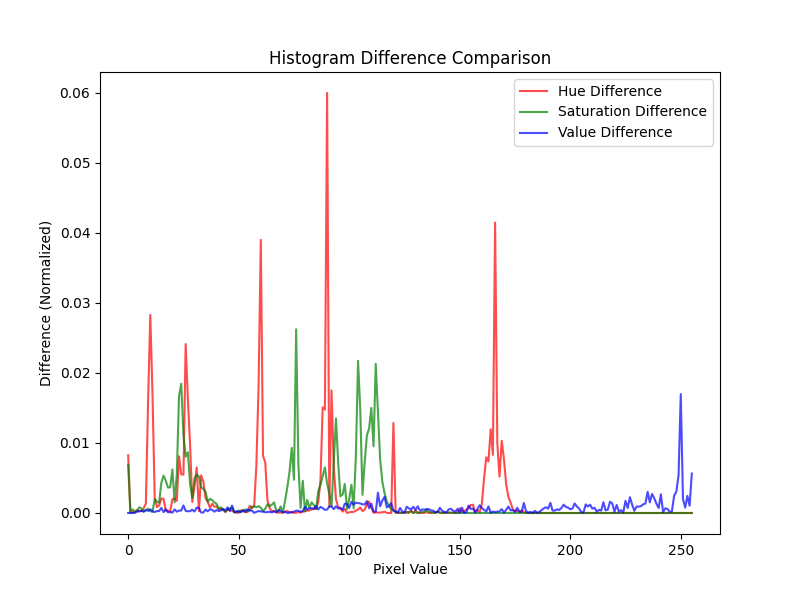 Histogram Difference Comparison
Hue Difference
Saturation Difference
Value Difference
0.06
0.05
0.04
0.03
0.02
0.01
0.00
Difference (Normalized)
0 50 100 150 200 250
Pixel Value